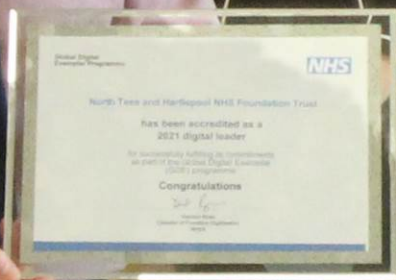 Global Digital
Exemplar Programme
NHS
North Tees and Hartlepool NHS Foundation Trust
has been accredited as a
2021 digital leader
for successfully fulfilling its commitments
as part of the Global Digital Exemplar
(GDE) programme
Congratulations